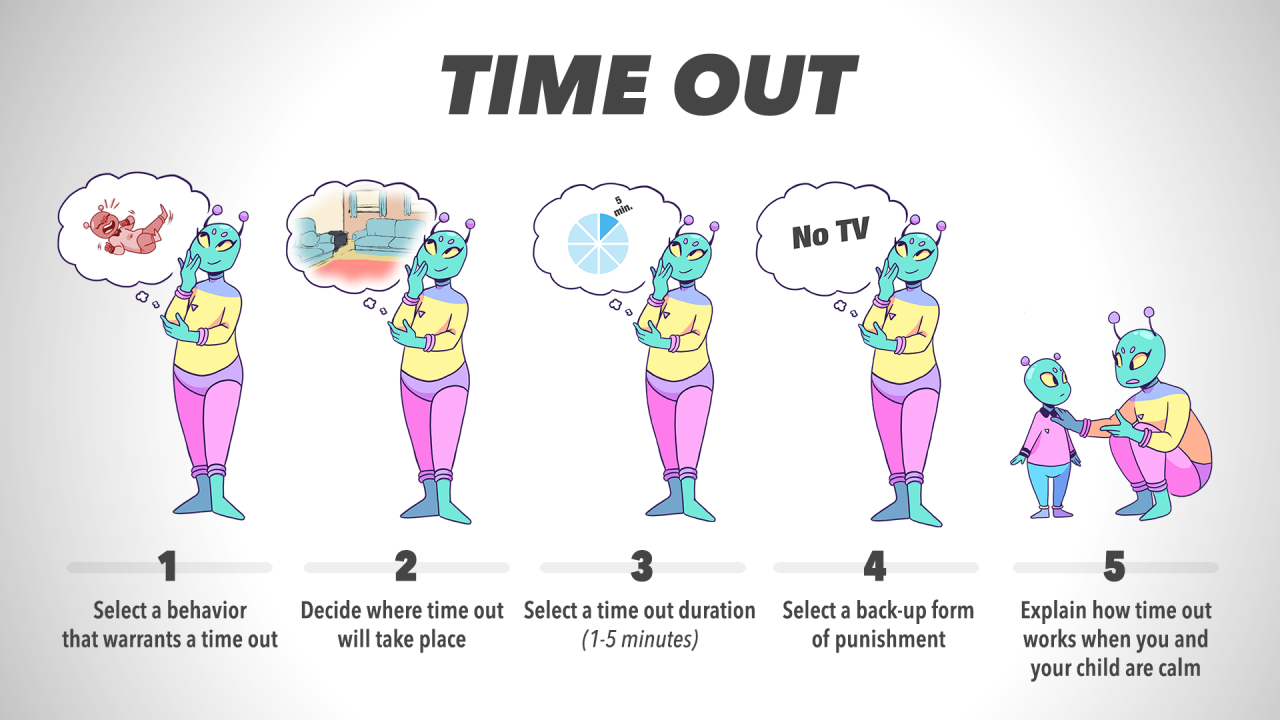 TIME OUT
5
min.
No TV
1
Select a behavior
that warrants a time out
2
Decide where time out
will take place
3
Select a time out duration
(1-5 minutes)
4
Select a back-up form
of punishment
5
Explain how time out
works when you and
your child are calm